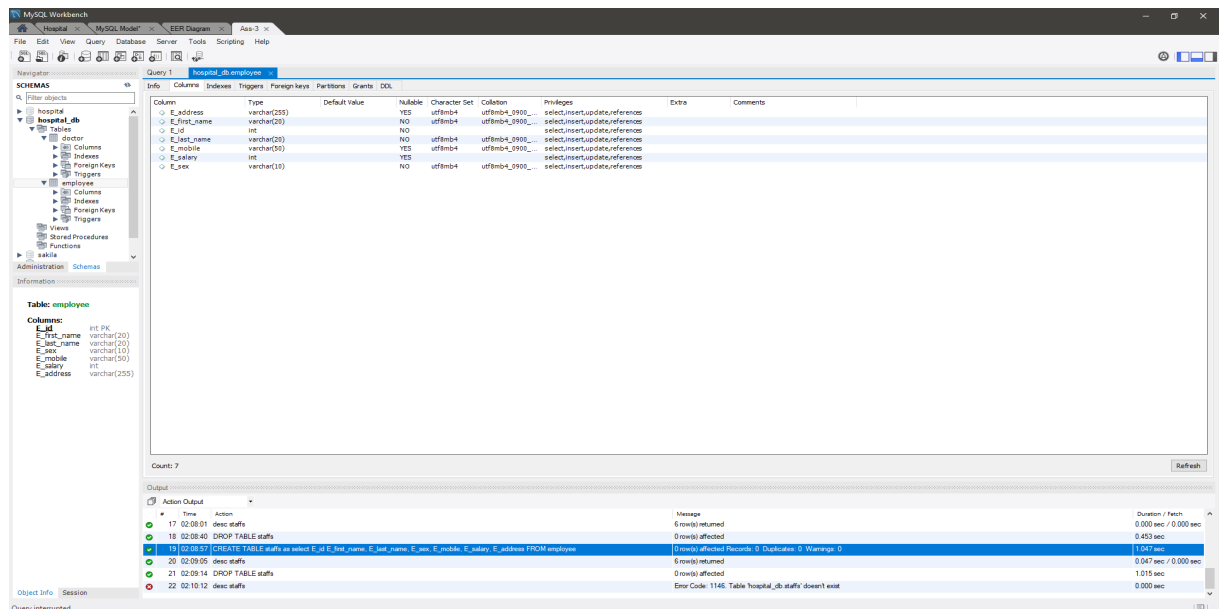 MySQL Workbench
Hospital × MySQL Model* × EER Diagram × Ass-3 ×
File Edit View Query Database Server Tools Scripting Help
Navigator
SCHEMAS
Filter objects
hospital
hospital_db
Tables
doctor
Columns
Indexes
Foreign Keys
Triggers
employee
Columns
Indexes
Foreign Keys
Triggers
Views
Stored Procedures
Functions
sakila
Administration Schemas
Information
Table: employee
Columns:
E_id int PK
E_first_name varchar(20)
E_last_name varchar(20)
E_sex varchar(10)
E_mobile varchar(50)
E_salary int
E_address varchar(255)
Object Info Session
Query 1 hospital_db.employee ×
Info Columns Indexes Triggers Foreign keys Partitions Grants DDL
Column Type Default Value Nullable Character Set Collation Privileges Extra Comments
E_address varchar(255) YES utf8mb4 utf8mb4_0900_... select,insert,update,references
E_first_name varchar(20) NO utf8mb4 utf8mb4_0900_... select,insert,update,references
E_id int NO select,insert,update,references
E_last_name varchar(20) NO utf8mb4 utf8mb4_0900_... select,insert,update,references
E_mobile varchar(50) YES utf8mb4 utf8mb4_0900_... select,insert,update,references
E_salary int YES select,insert,update,references
E_sex varchar(10) NO utf8mb4 utf8mb4_0900_... select,insert,update,references
Count: 7 Refresh
Output
Action Output
# Time Action Message Duration / Fetch
17 02:08:01 desc staffs 6 row(s) returned 0.000 sec / 0.000 sec
18 02:08:40 DROP TABLE staffs 0 row(s) affected 0.453 sec
19 02:08:57 CREATE TABLE staffs as select E_id E_first_name, E_last_name, E_sex, E_mobile, E_salary, E_address FROM employee 0 row(s) affected Records: 0 Duplicates: 0 Warnings: 0 1.047 sec
20 02:09:05 desc staffs 6 row(s) returned 0.047 sec / 0.000 sec
21 02:09:14 DROP TABLE staffs 0 row(s) affected 1.015 sec
22 02:10:12 desc staffs Error Code: 1146. Table 'hospital_db.staffs' doesn't exist 0.000 sec
Query interrupted